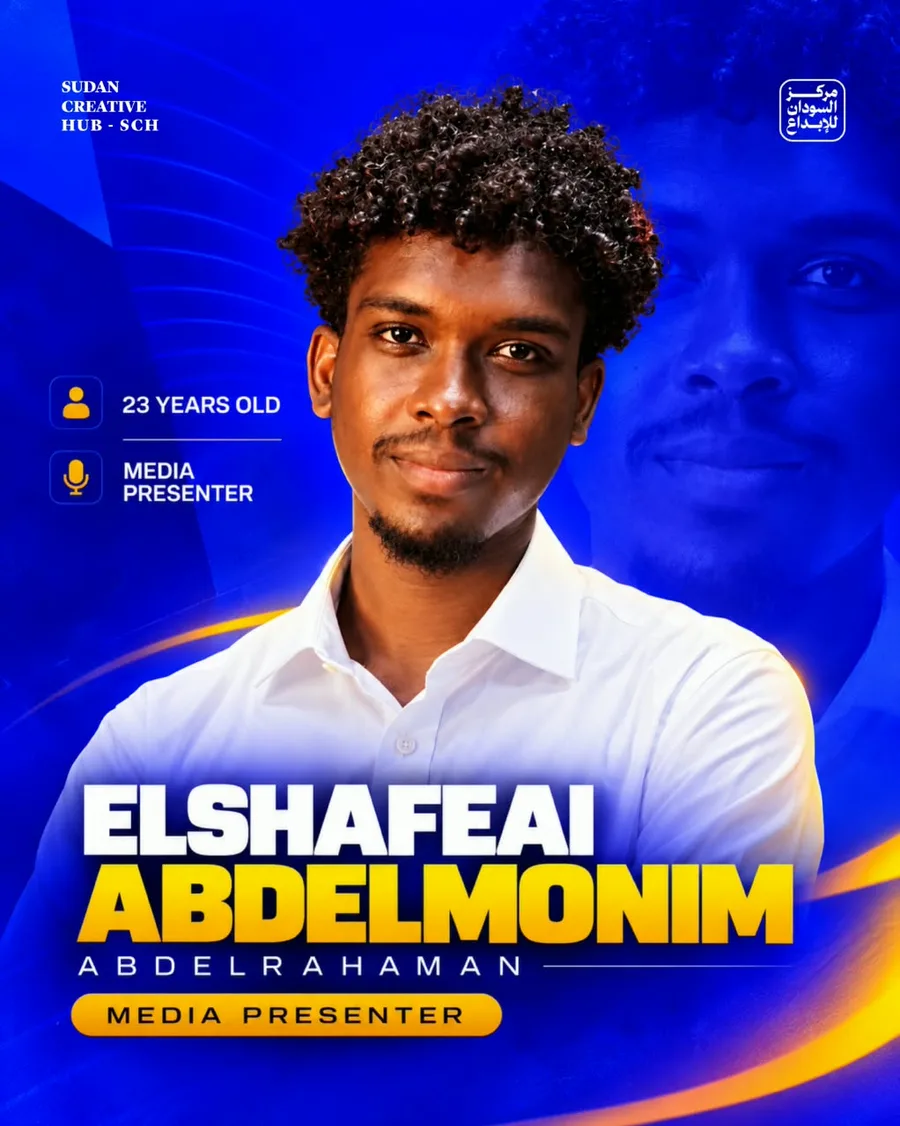 SUDAN
CREATIVE
HUB - SCH
مركز
السودان
للإبداع
23 YEARS OLD
MEDIA
PRESENTER
ELSHAFEAI
ABDELMONIM
ABDELRAHAMAN
MEDIA PRESENTER